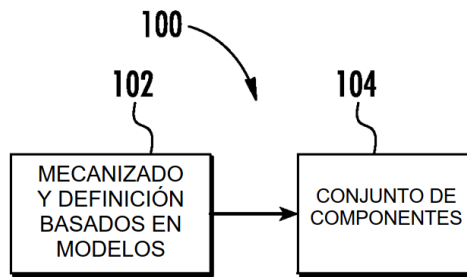 100
102
104
MECANIZADO
Y DEFINICIÓN
BASADOS EN
MODELOS
CONJUNTO DE
COMPONENTES